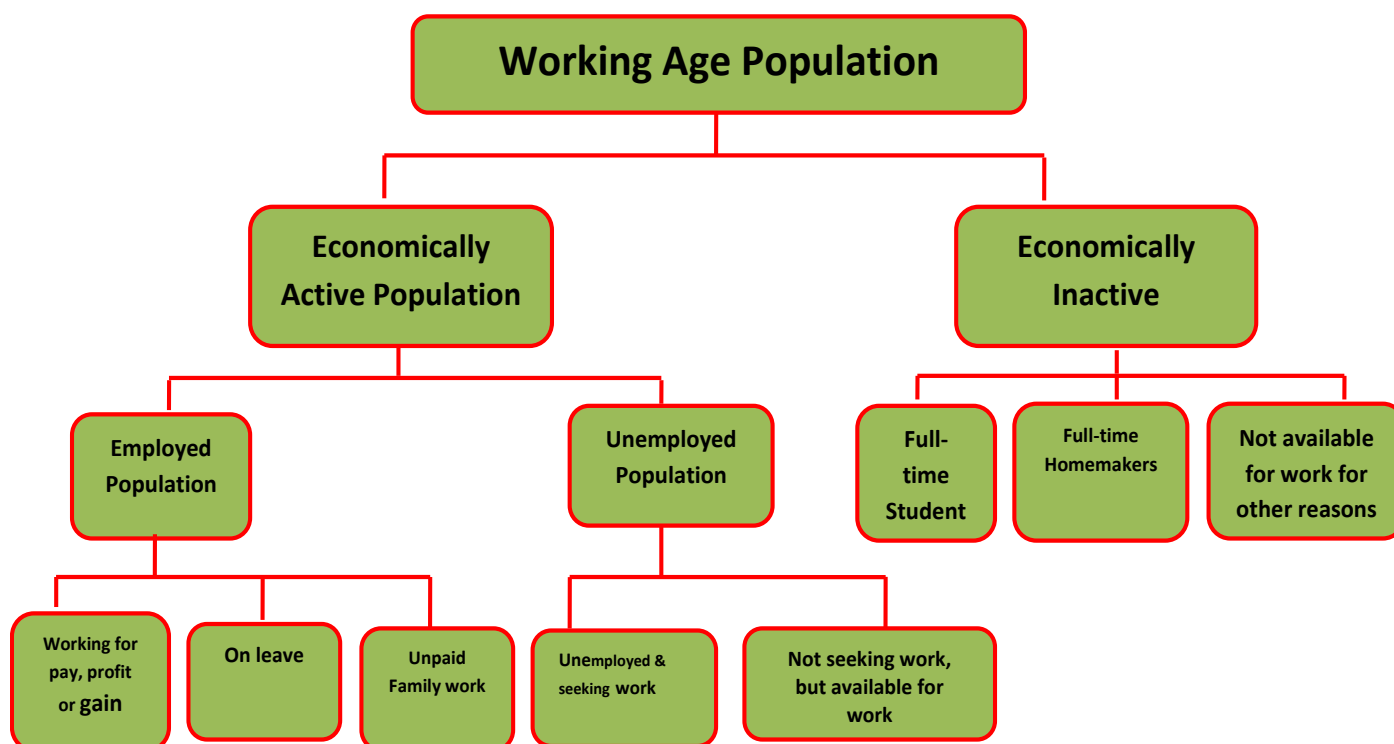 Working Age Population
Economically
Active Population
Economically
Inactive
Employed
Population
Unemployed
Population
Full-
time
Student
Full-time
Homemakers
Not available
for work for
other reasons
Working for
pay, profit
or gain
On leave
Unpaid
Family work
Unemployed &
seeking work
Not seeking work,
but available for
work